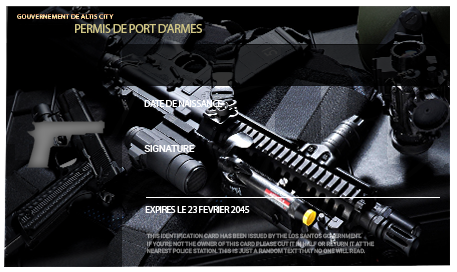 GOUVERNEMENT DE ALTIS CITY
PERMIS DE PORT D'ARMES
DATE DE NAISSANCE
SIGNATURE
EXPIRES LE 23 FEVRIER 2045
THIS IDENTIFICATION CARD HAS BEEN ISSUED BY THE LOS SANTOS GOVERNMENT.
IF YOU'RE NOT THE OWNER OF THIS CARD PLEASE CUT IT IN HALF OR RETURN IT AT THE
NEAREST POLICE STATION. THIS IS JUST A RANDOM TEXT THAT NO ONE WILL READ.